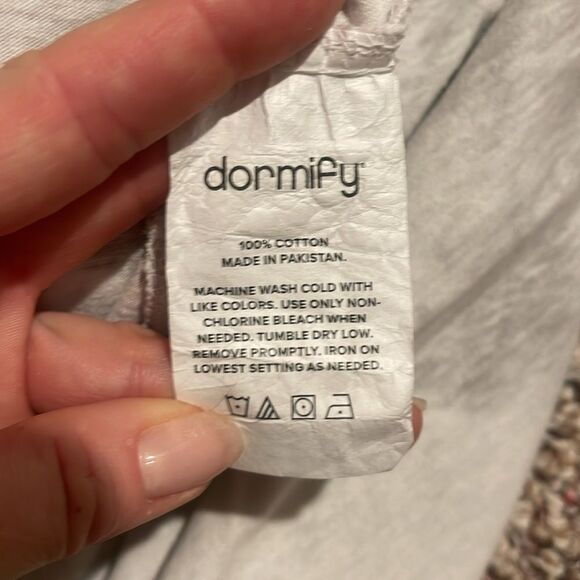 dormify
100% COTTON
MADE IN PAKISTAN.
MACHINE WASH COLD WITH
LIKE COLORS. USE ONLY NON-
CHLORINE BLEACH WHEN
NEEDED. TUMBLE DRY LOW.
REMOVE PROMPTLY. IRON ON
LOWEST SETTING AS NEEDED.